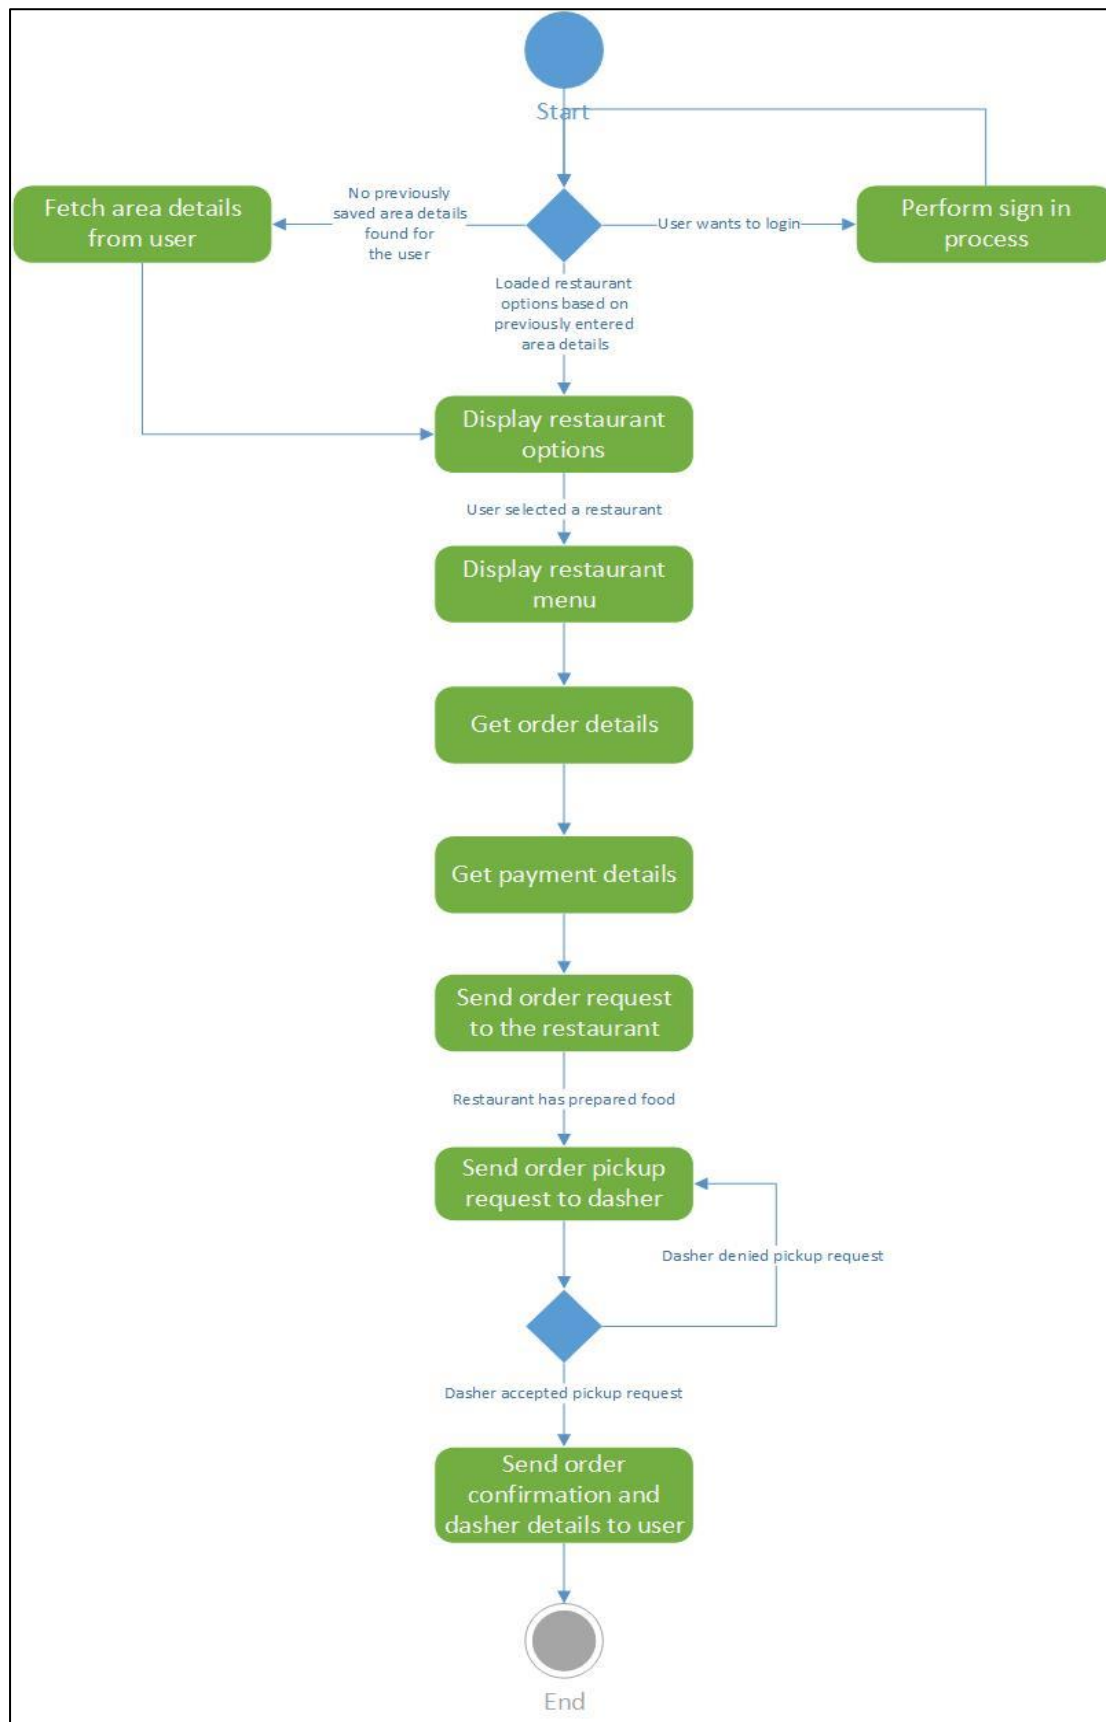 Start
No previously
saved area details
found for
the user
Fetch area details
from user
User wants to login
Perform sign in
process
Loaded restaurant
options based on
previously entered
area details
Display restaurant
options
User selected a restaurant
Display restaurant
menu
Get order details
Get payment details
Send order request
to the restaurant
Restaurant has prepared food
Send order pickup
request to dasher
Dasher denied pickup request
Dasher accepted pickup request
Send order
confirmation and
dasher details to user
End